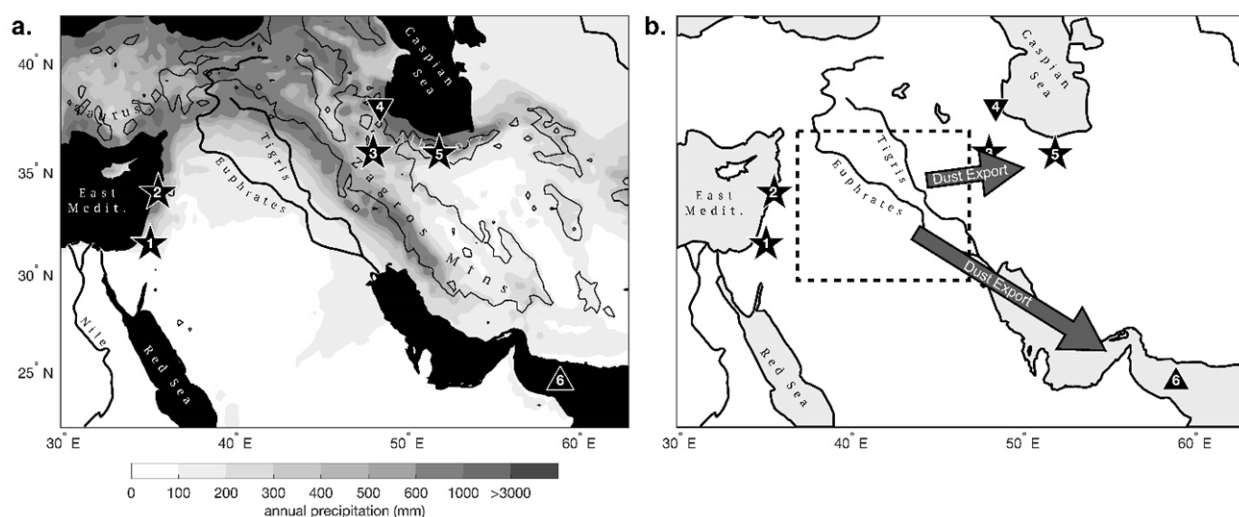 a.
40° N
35° N
30° N
25° N
30° E
40° E
50° E
60° E
Taurus
Caspian
Sea
Tigris
Euphrates
Zagros Mtns
East
Medit.
Nile
Red Sea
1
2
3
4
5
6
0 100 200 300 400 500 600 1000 >3000
annual precipitation (mm)
b.
Caspian
Sea
Tigris
Euphrates
East
Medit.
Dust Export
Dust Export
Red Sea
1
2
3
4
5
6
30° E
40° E
50° E
60° E